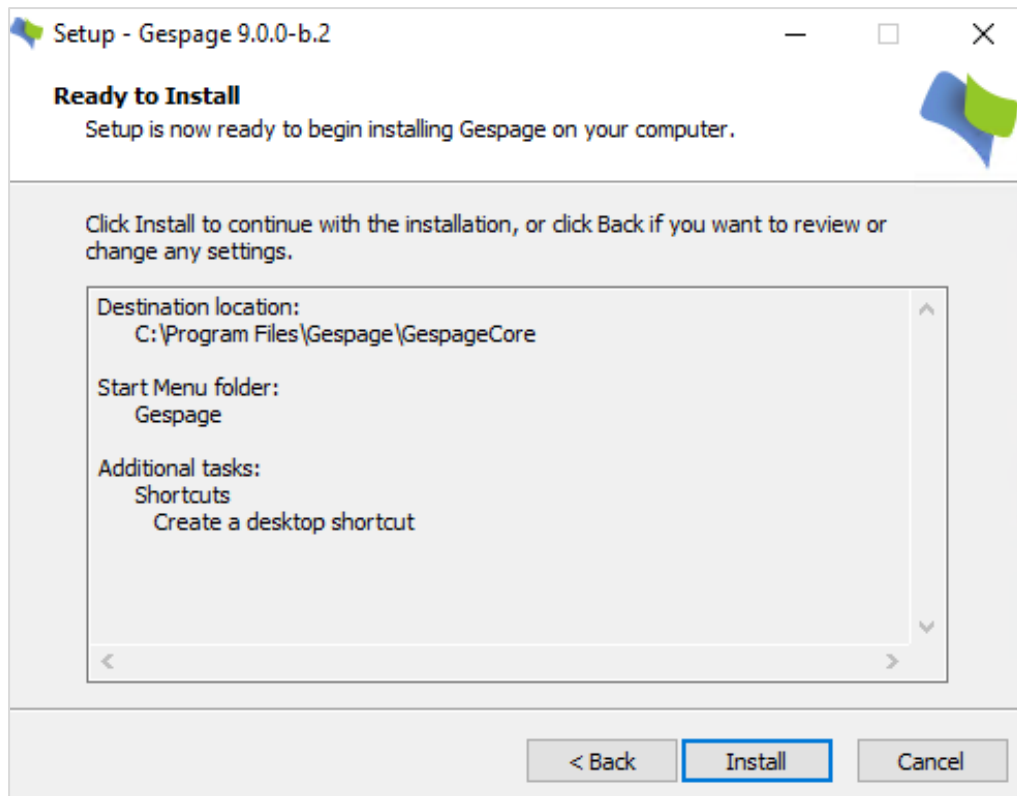 Setup - Gespage 9.0.0-b.2
Ready to Install
Setup is now ready to begin installing Gespage on your computer.
Click Install to continue with the installation, or click Back if you want to review or
change any settings.
Destination location:
C:\Program Files\Gespage\GespageCore
Start Menu folder:
Gespage
Additional tasks:
Shortcuts
Create a desktop shortcut
< Back
Install
Cancel